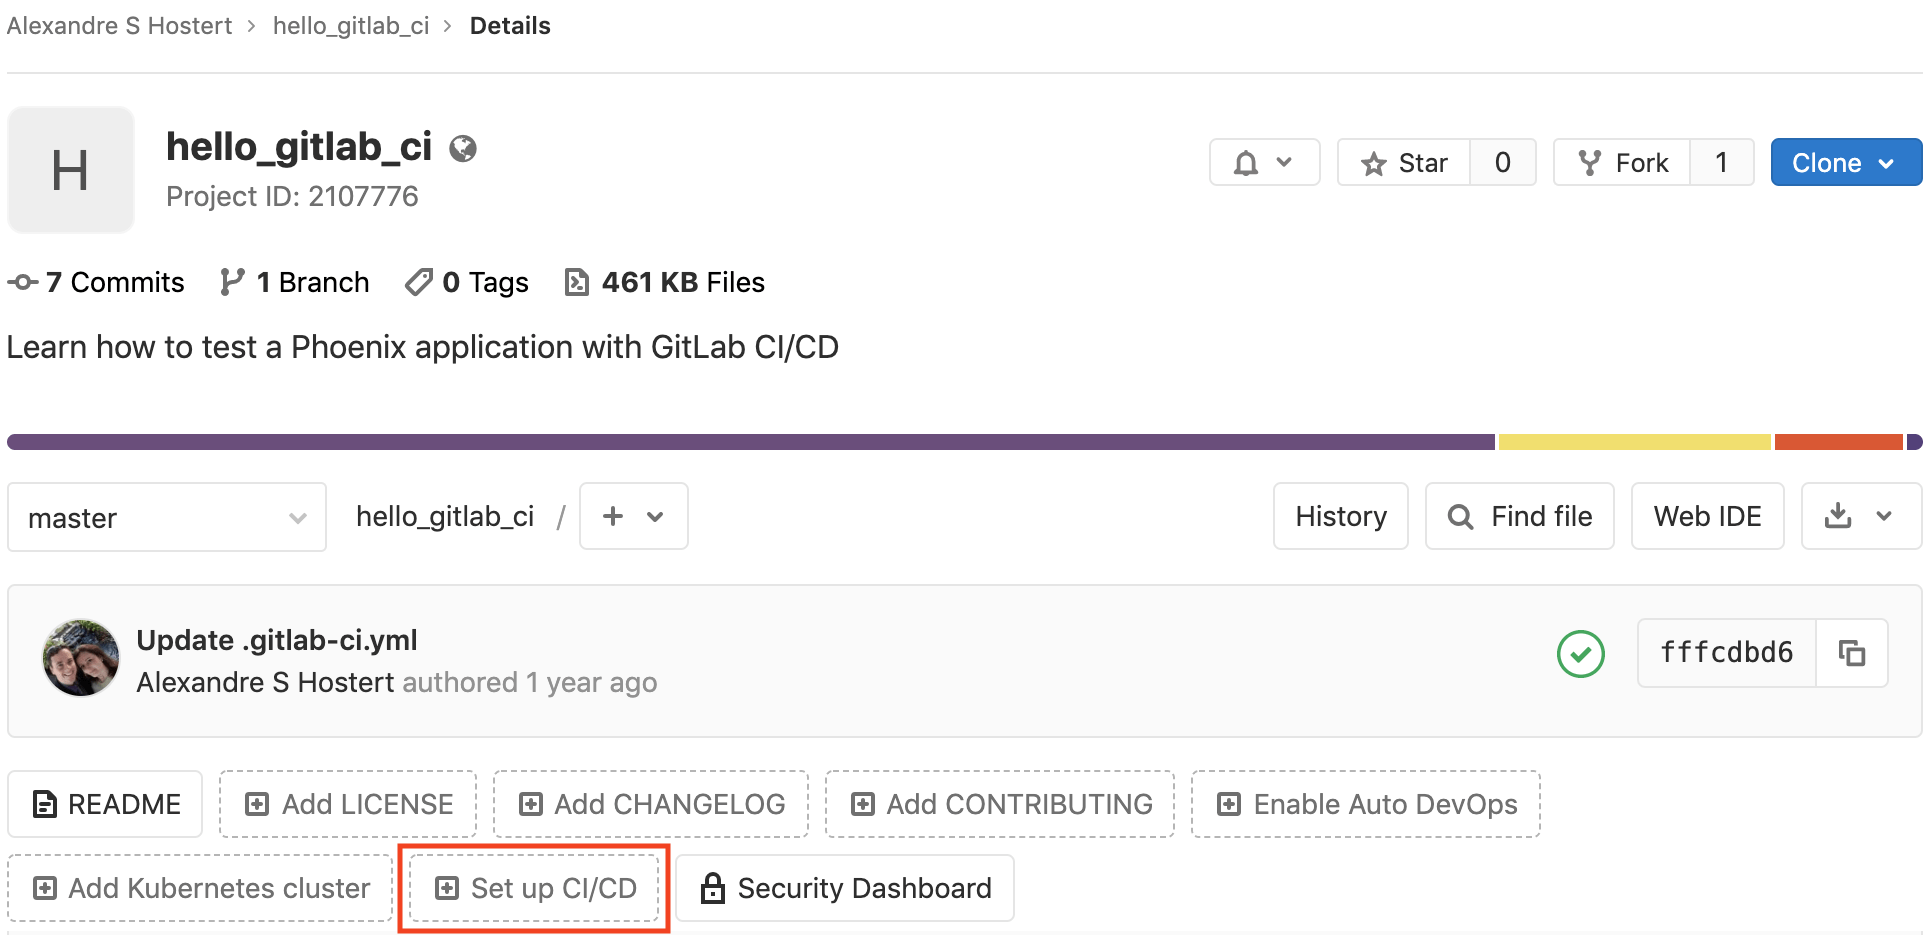 Alexandre S Hostert > hello_gitlab_ci > Details
H
hello_gitlab_ci
Project ID: 2107776
Star 0 Fork 1 Clone
7 Commits 1 Branch 0 Tags 461 KB Files
Learn how to test a Phoenix application with GitLab CI/CD
master hello_gitlab_ci / + History Find file Web IDE
Update .gitlab-ci.yml
Alexandre S Hostert authored 1 year ago
fffcdbd6
README Add LICENSE Add CHANGELOG Add CONTRIBUTING Enable Auto DevOps
Add Kubernetes cluster Set up CI/CD Security Dashboard